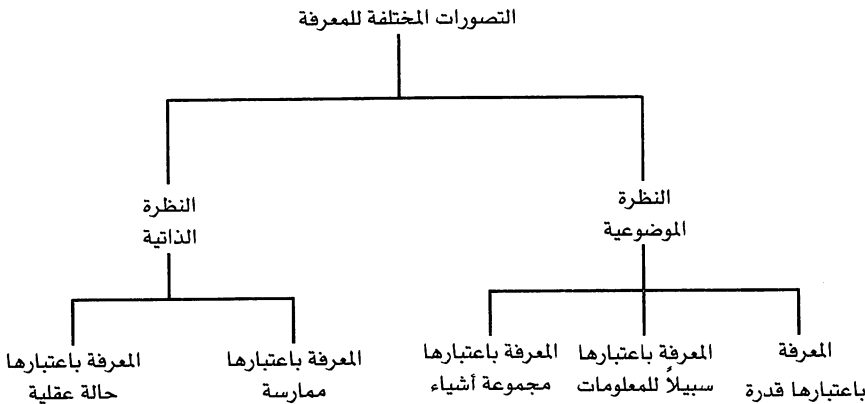 التصورات المختلفة للمعرفة
النظرة
الموضوعية
النظرة
الذاتية
المعرفة
باعتبارها قدرة
المعرفة باعتبارها
سبيلاً للمعلومات
المعرفة باعتبارها
مجموعة أشياء
المعرفة باعتبارها
ممارسة
المعرفة باعتبارها
حالة عقلية